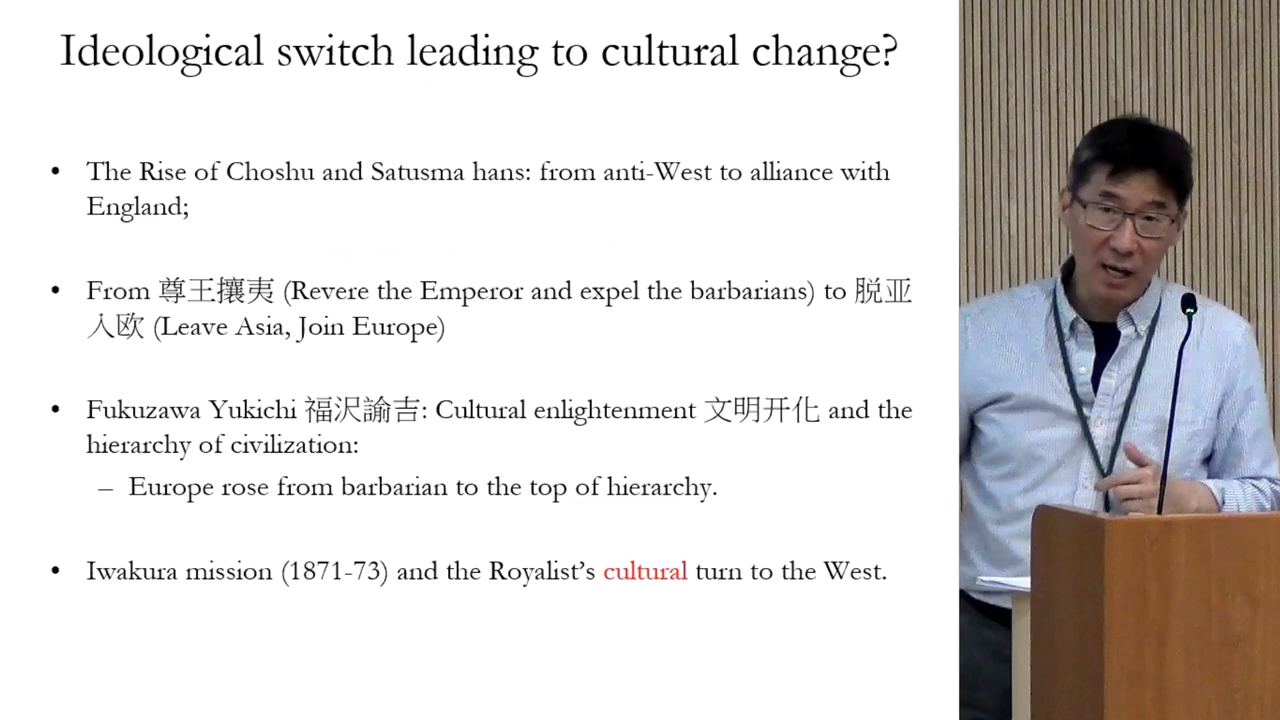 Ideological switch leading to cultural change?
• The Rise of Choshu and Satusma hans: from anti-West to alliance with
England;
• From 尊王攘夷 (Revere the Emperor and expel the barbarians) to 脱亚
入欧 (Leave Asia, Join Europe)
• Fukuzawa Yukichi 福沢諭吉: Cultural enlightenment 文明开化 and the
hierarchy of civilization:
– Europe rose from barbarian to the top of hierarchy.
• Iwakura mission (1871-73) and the Royalist’s cultural turn to the West.